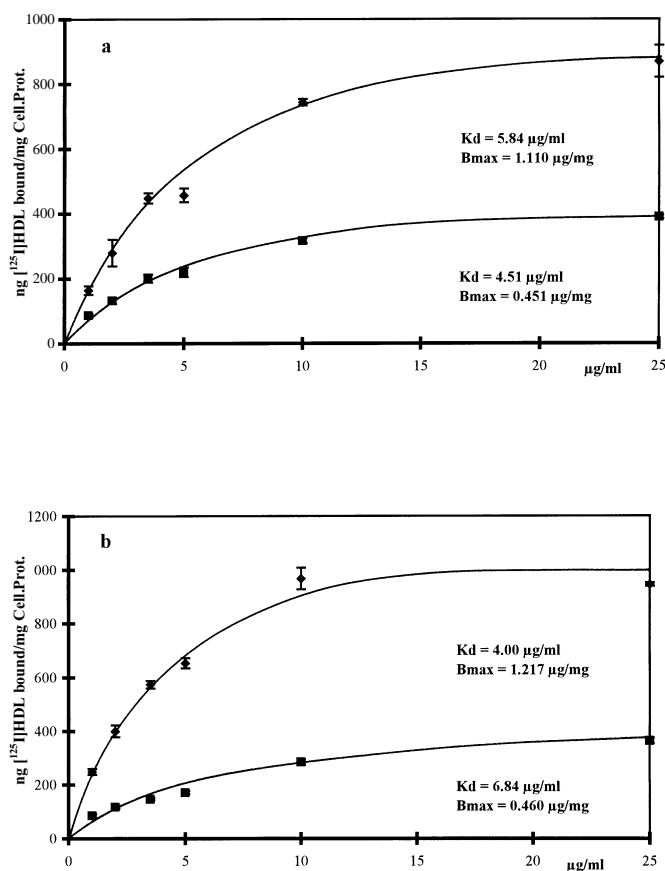 1000
a
800
600
400
200
0
ng [¹²⁵I]HDL bound/mg Cell.Prot.
Kd = 5.84 µg/ml
Bmax = 1.110 µg/mg
Kd = 4.51 µg/ml
Bmax = 0.451 µg/mg
0 5 10 15 20 25
µg/ml
1200
b
000
800
600
400
200
0
ng [¹²⁵I]HDL bound/mg Cell.Prot.
Kd = 4.00 µg/ml
Bmax = 1.217 µg/mg
Kd = 6.84 µg/ml
Bmax = 0.460 µg/mg
0 5 10 15 20 25
µg/ml